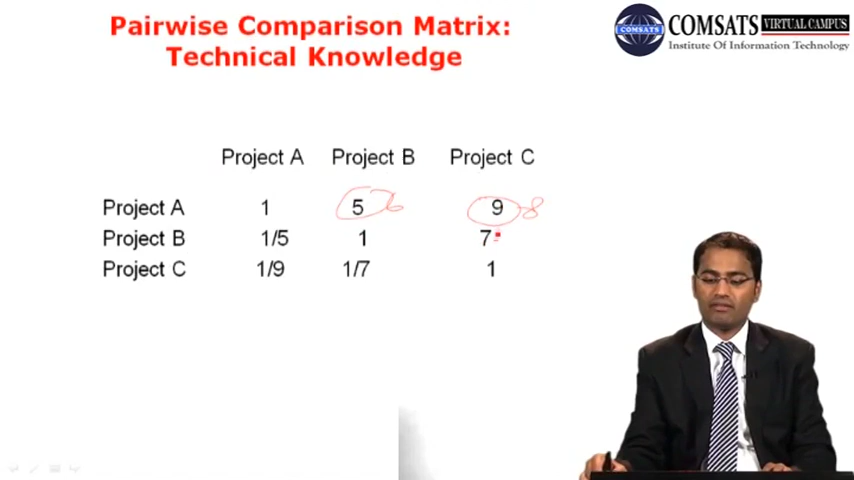 Pairwise Comparison Matrix:
Technical Knowledge
COMSATS VIRTUAL CAMPUS
Institute Of Information Technology
COMSATS
Project A Project B Project C
Project A 1 5 6 9 8
Project B 1/5 1 7
Project C 1/9 1/7 1